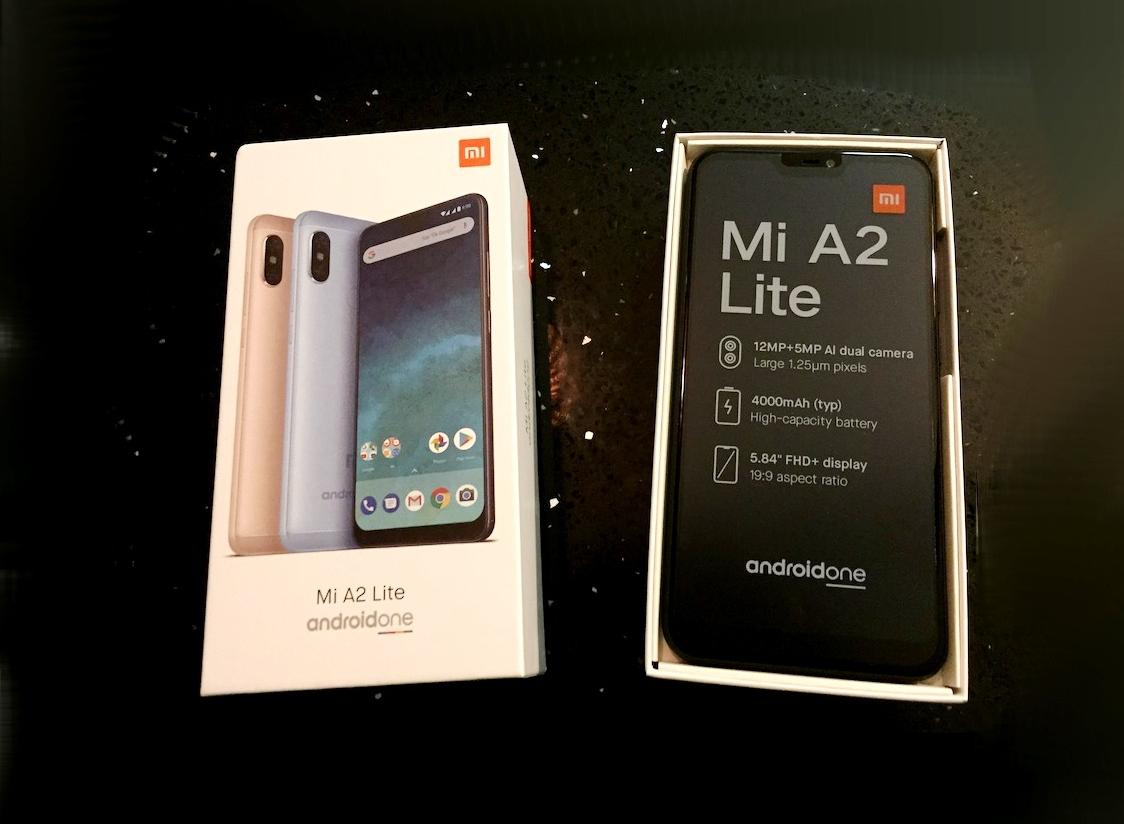 mi
Mi A2 Lite
androidone
mi
Mi A2
Lite
12MP+5MP AI dual camera
Large 1.25µm pixels
4000mAh (typ)
High-capacity battery
5.84" FHD+ display
19:9 aspect ratio
androidone